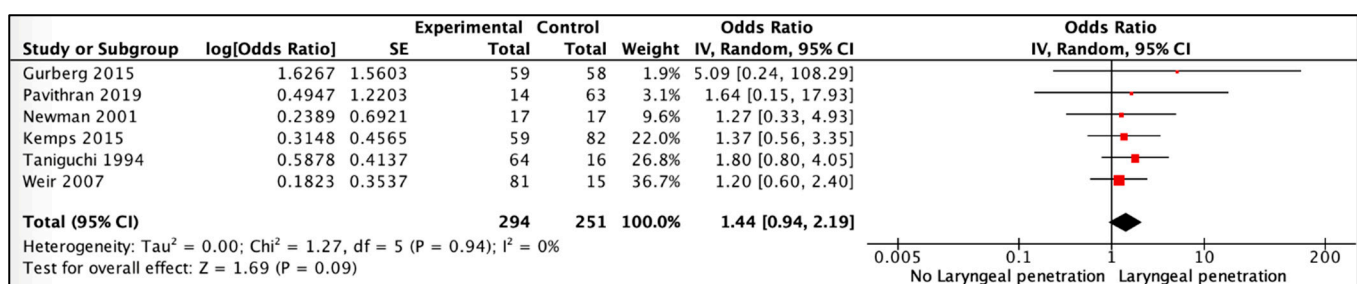 Experimental Control Odds Ratio Odds Ratio
Study or Subgroup log[Odds Ratio] SE Total Total Weight IV, Random, 95% CI IV, Random, 95% CI
Gurberg 2015 1.6267 1.5603 59 58 1.9% 5.09 [0.24, 108.29]
Pavithran 2019 0.4947 1.2203 14 63 3.1% 1.64 [0.15, 17.93]
Newman 2001 0.2389 0.6921 17 17 9.6% 1.27 [0.33, 4.93]
Kemps 2015 0.3148 0.4565 59 82 22.0% 1.37 [0.56, 3.35]
Taniguchi 1994 0.5878 0.4137 64 16 26.8% 1.80 [0.80, 4.05]
Weir 2007 0.1823 0.3537 81 15 36.7% 1.20 [0.60, 2.40]
Total (95% CI) 294 251 100.0% 1.44 [0.94, 2.19]
Heterogeneity: Tau² = 0.00; Chi² = 1.27, df = 5 (P = 0.94); I² = 0%
Test for overall effect: Z = 1.69 (P = 0.09)
0.005 0.1 1 10 200
No Laryngeal penetration Laryngeal penetration